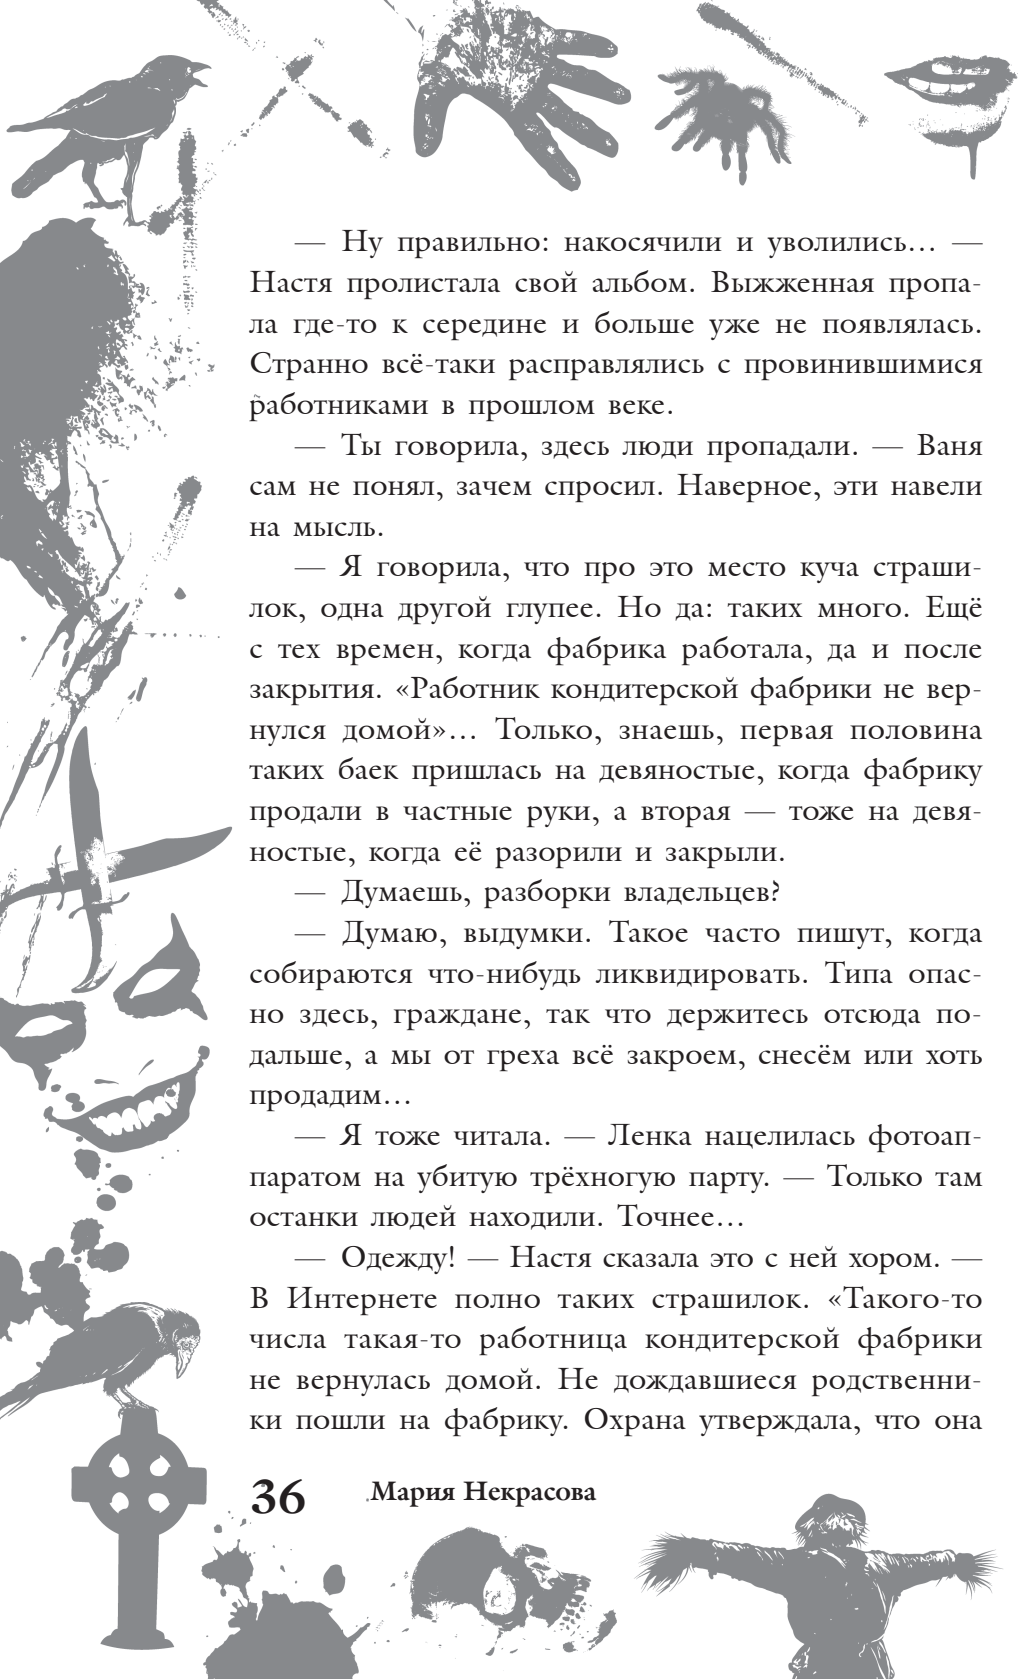 — Ну правильно: накосячили и уволились… —
Настя пролистала свой альбом. Выжженная пропа-
ла где-то к середине и больше уже не появлялась.
Странно всё-таки расправлялись с провинившимися
работниками в прошлом веке.
— Ты говорила, здесь люди пропадали. — Ваня
сам не понял, зачем спросил. Наверное, эти навели
на мысль.
— Я говорила, что про это место куча страши-
лок, одна другой глупее. Но да: таких много. Ещё
с тех времен, когда фабрика работала, да и после
закрытия. «Работник кондитерской фабрики не вер-
нулся домой»… Только, знаешь, первая половина
таких баек пришлась на девяностые, когда фабрику
продали в частные руки, а вторая — тоже на девя-
ностые, когда её разорили и закрыли.
— Думаешь, разборки владельцев?
— Думаю, выдумки. Такое часто пишут, когда
собираются что-нибудь ликвидировать. Типа опас-
но здесь, граждане, так что держитесь отсюда по-
дальше, а мы от греха всё закроем, снесём или хоть
продадим…
— Я тоже читала. — Ленка нацелилась фотоап-
паратом на убитую трёхногую парту. — Только там
останки людей находили. Точнее…
— Одежду! — Настя сказала это с ней хором. —
В Интернете полно таких страшилок. «Такого-то
числа такая-то работница кондитерской фабрики
не вернулась домой. Не дождавшиеся родственни-
ки пошли на фабрику. Охрана утверждала, что она
36 Мария Некрасова